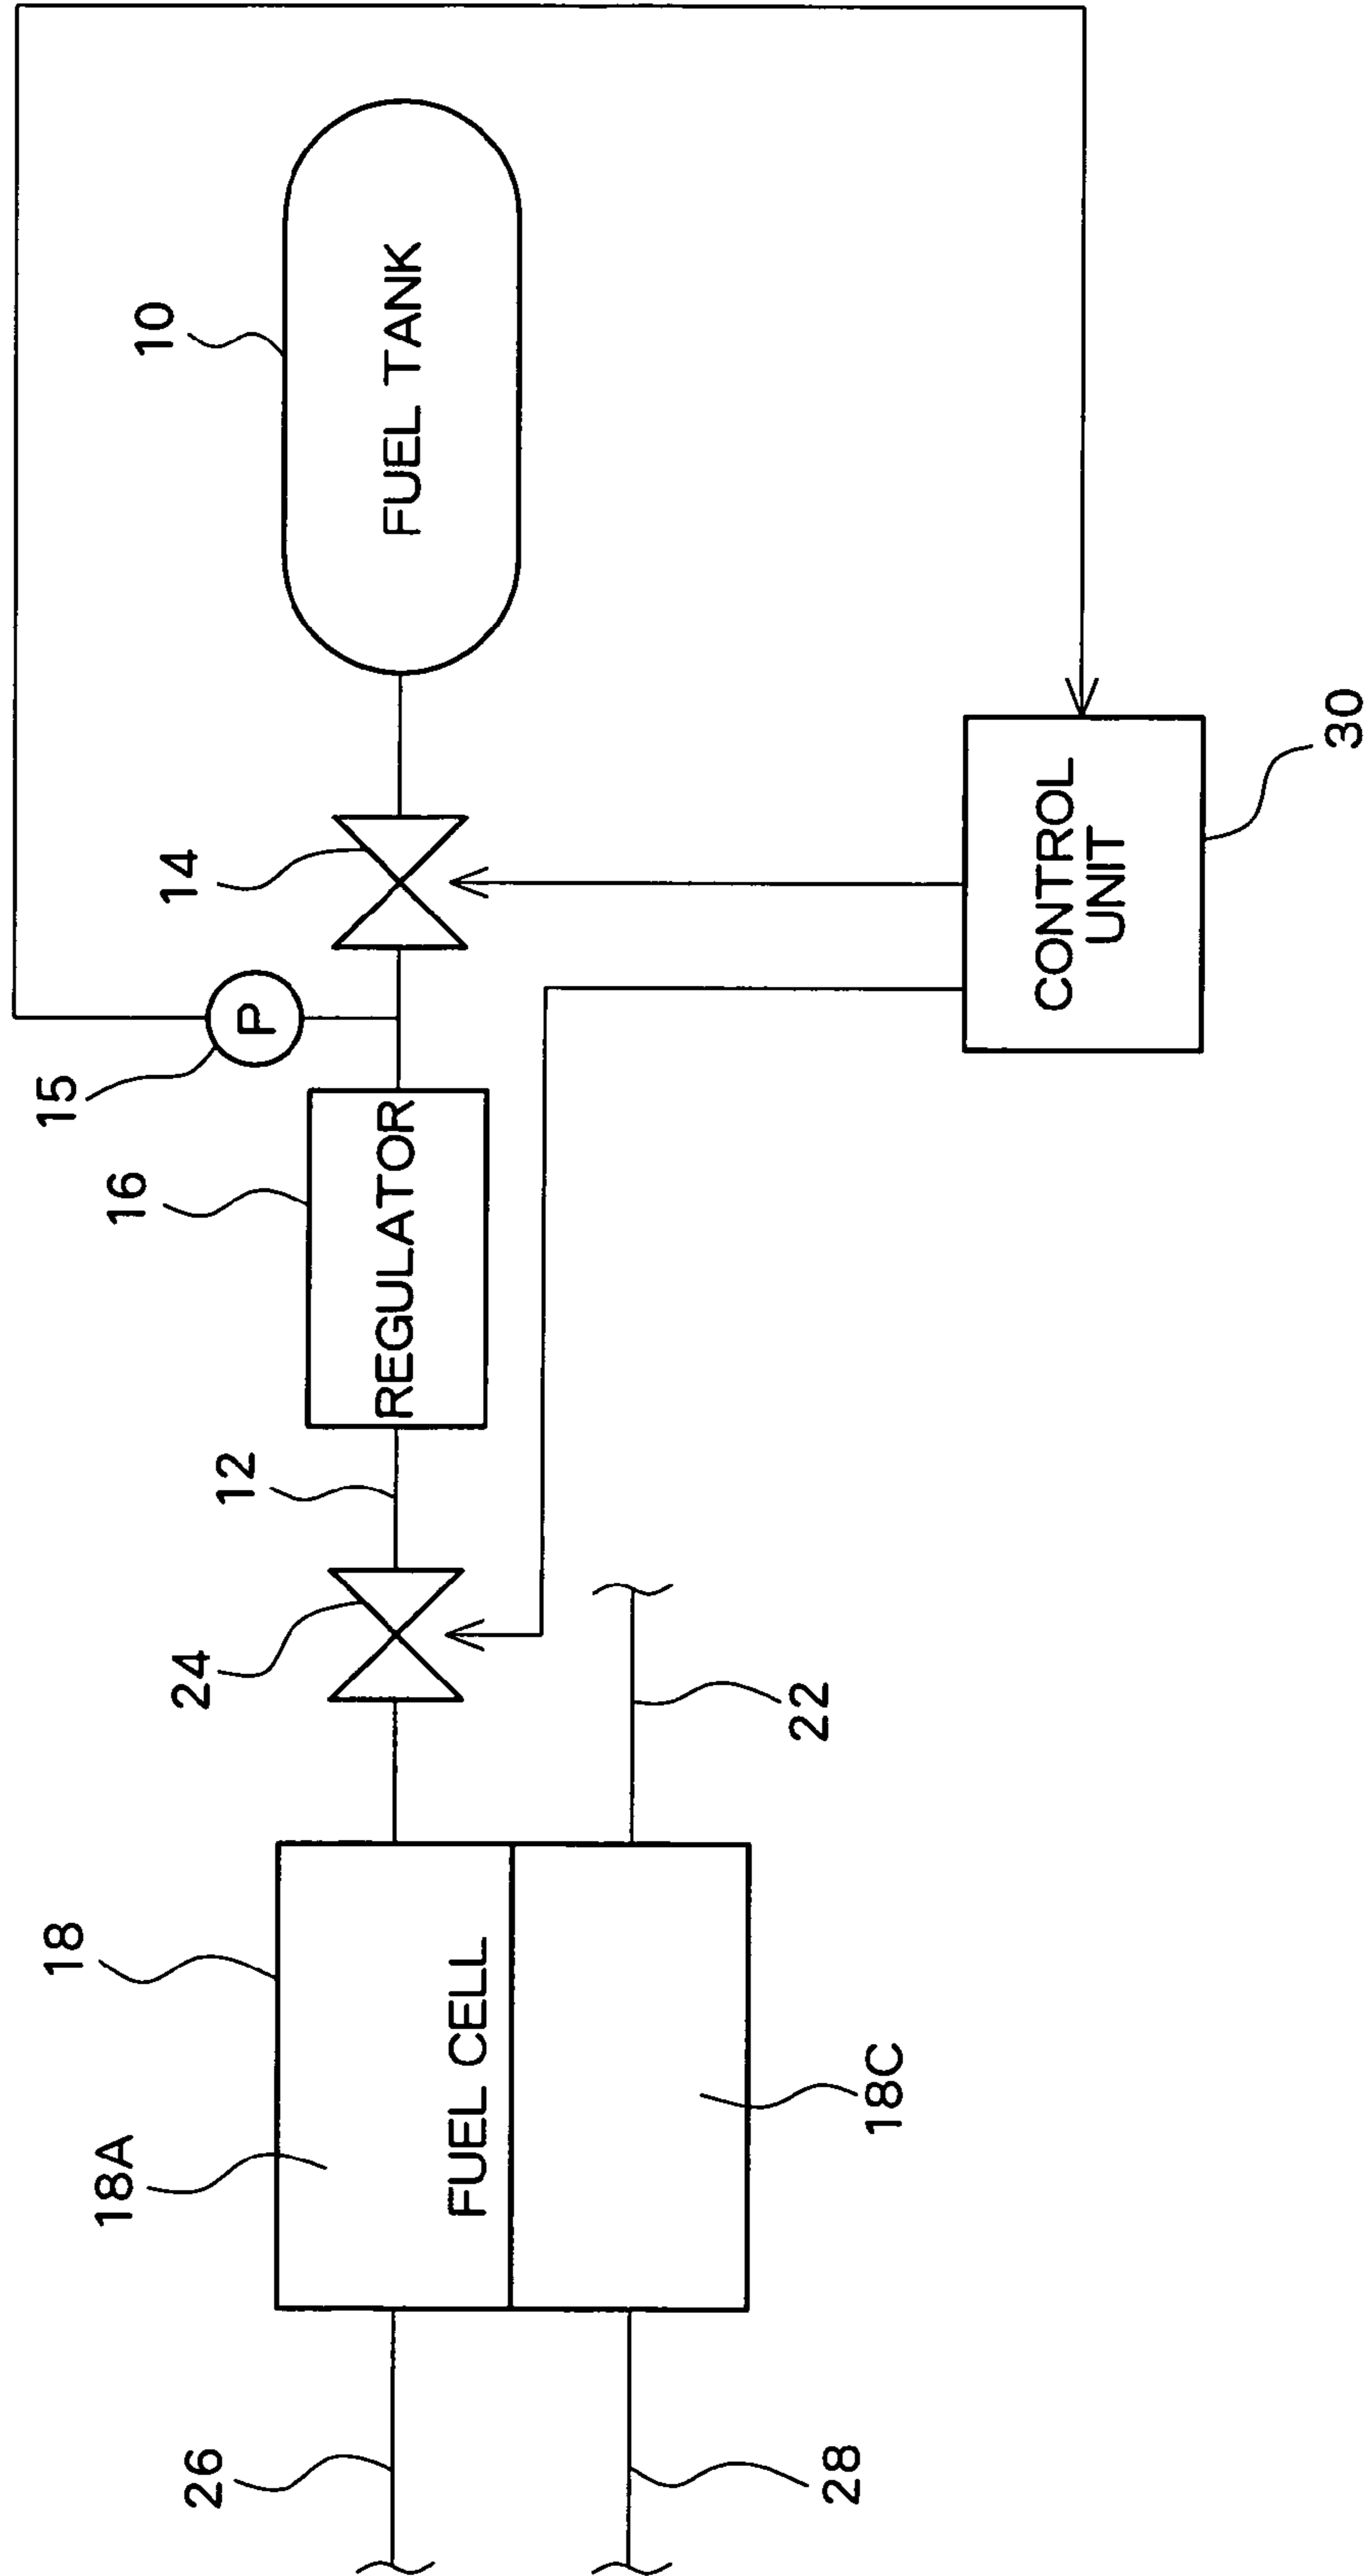 10
FUEL TANK
14
15
P
16
REGULATOR
12
24
22
18
18A
FUEL CELL
18C
26
28
CONTROL
UNIT
30